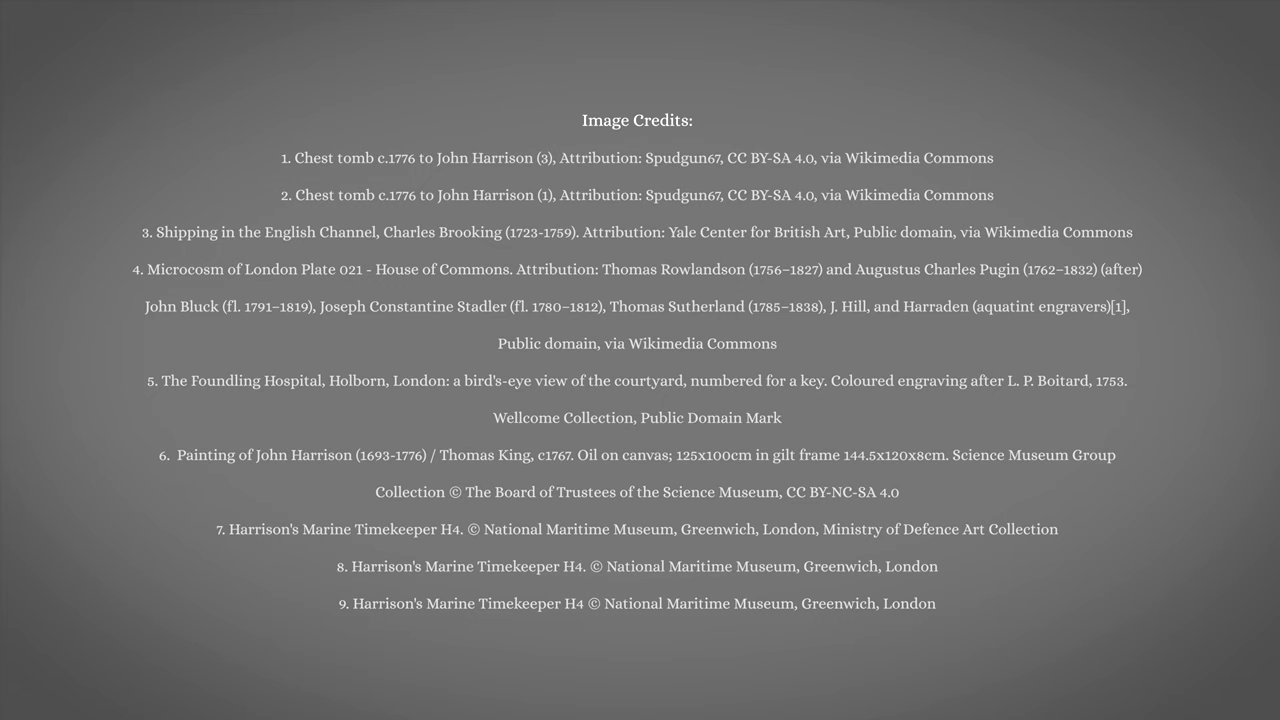 Image Credits:
1. Chest tomb c.1776 to John Harrison (3), Attribution: Spudgun67, CC BY-SA 4.0, via Wikimedia Commons
2. Chest tomb c.1776 to John Harrison (1), Attribution: Spudgun67, CC BY-SA 4.0, via Wikimedia Commons
3. Shipping in the English Channel, Charles Brooking (1723-1759). Attribution: Yale Center for British Art, Public domain, via Wikimedia Commons
4. Microcosm of London Plate 021 - House of Commons. Attribution: Thomas Rowlandson (1756–1827) and Augustus Charles Pugin (1762–1832) (after)
John Bluck (fl. 1791–1819), Joseph Constantine Stadler (fl. 1780–1812), Thomas Sutherland (1785–1838), J. Hill, and Harraden (aquatint engravers)[1],
Public domain, via Wikimedia Commons
5. The Foundling Hospital, Holborn, London: a bird's-eye view of the courtyard, numbered for a key. Coloured engraving after L. P. Boitard, 1753.
Wellcome Collection, Public Domain Mark
6. Painting of John Harrison (1693-1776) / Thomas King, c1767. Oil on canvas; 125x100cm in gilt frame 144.5x120x8cm. Science Museum Group
Collection © The Board of Trustees of the Science Museum, CC BY-NC-SA 4.0
7. Harrison's Marine Timekeeper H4. © National Maritime Museum, Greenwich, London, Ministry of Defence Art Collection
8. Harrison's Marine Timekeeper H4. © National Maritime Museum, Greenwich, London
9. Harrison's Marine Timekeeper H4 © National Maritime Museum, Greenwich, London